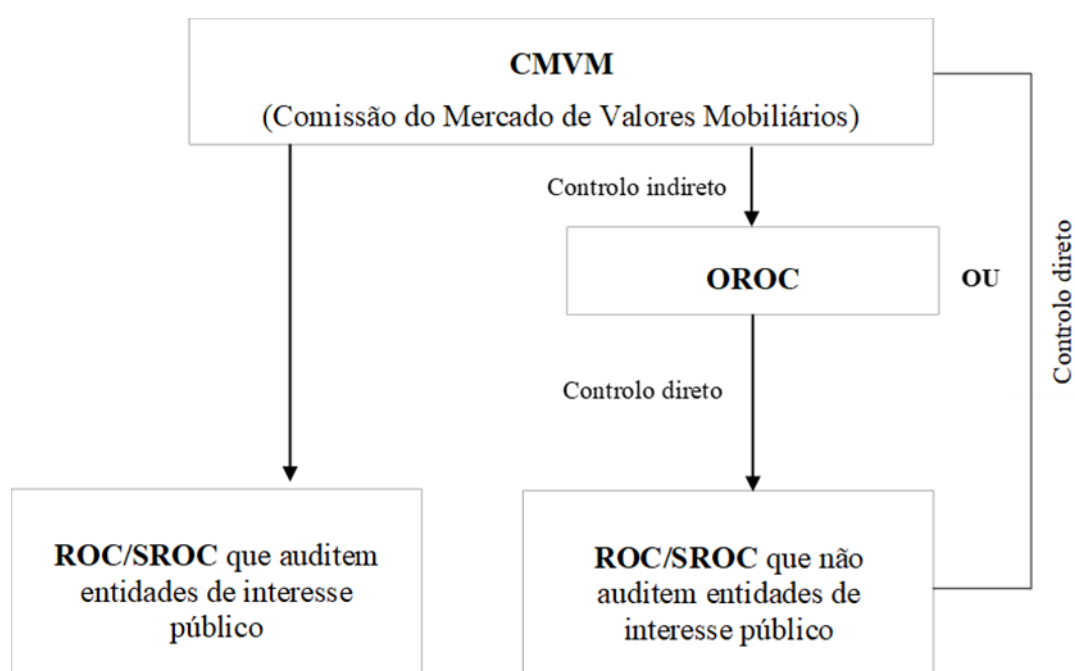 CMVM
(Comissão do Mercado de Valores Mobiliários)
Controlo indireto
OROC
OU
Controlo direto
Controlo direto
ROC/SROC que auditem
entidades de interesse
público
ROC/SROC que não
auditem entidades de
interesse público